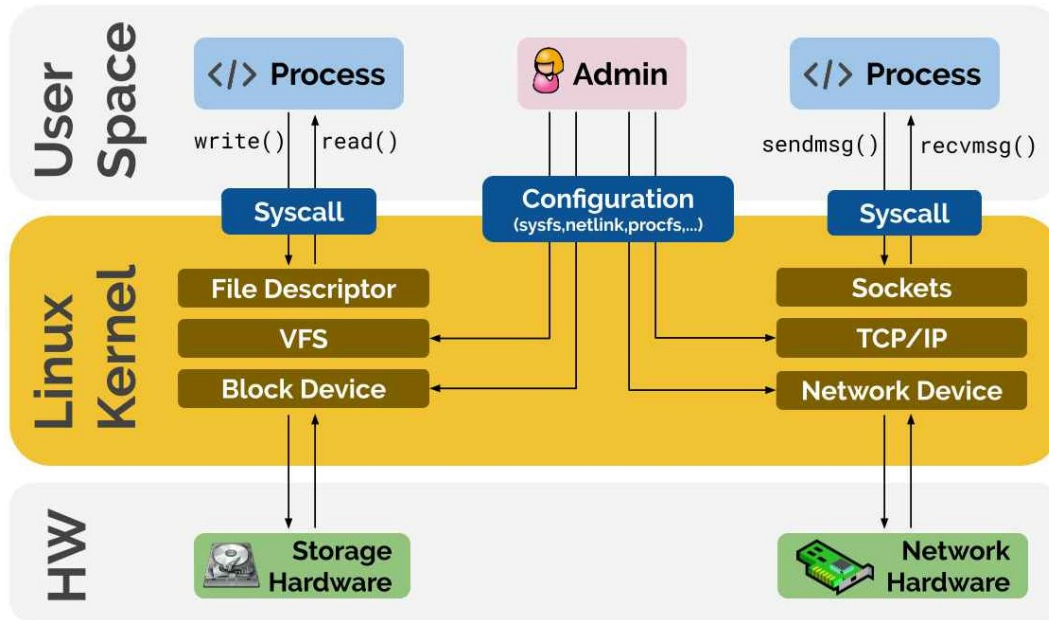 User
Space
</> Process
Admin
</> Process
write()
read()
sendmsg()
recvmsg()
Syscall
Configuration
(sysfs,netlink,procfs,...)
Syscall
Linux
Kernel
File Descriptor
VFS
Block Device
Sockets
TCP/IP
Network Device
HW
Storage
Hardware
Network
Hardware